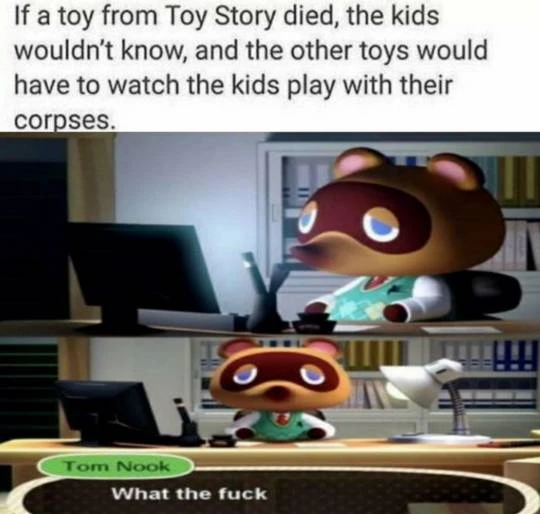 If a toy from Toy Story died, the kids
wouldn't know, and the other toys would
have to watch the kids play with their
corpses.
Tom Nook
What the fuck